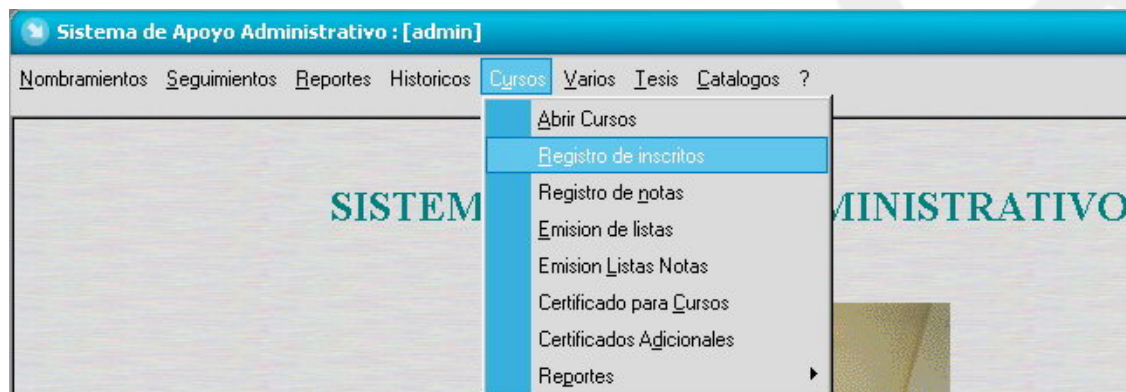 Sistema de Apoyo Administrativo : [admin]
Nombramientos Seguimientos Reportes Historicos Cursos Varios Tesis Catalogos ?
Abrir Cursos
Registro de inscritos
Registro de notas
SISTEM MINISTRATIVO
Emision de listas
Emision Listas Notas
Certificado para Cursos
Certificados Adicionales
Reportes